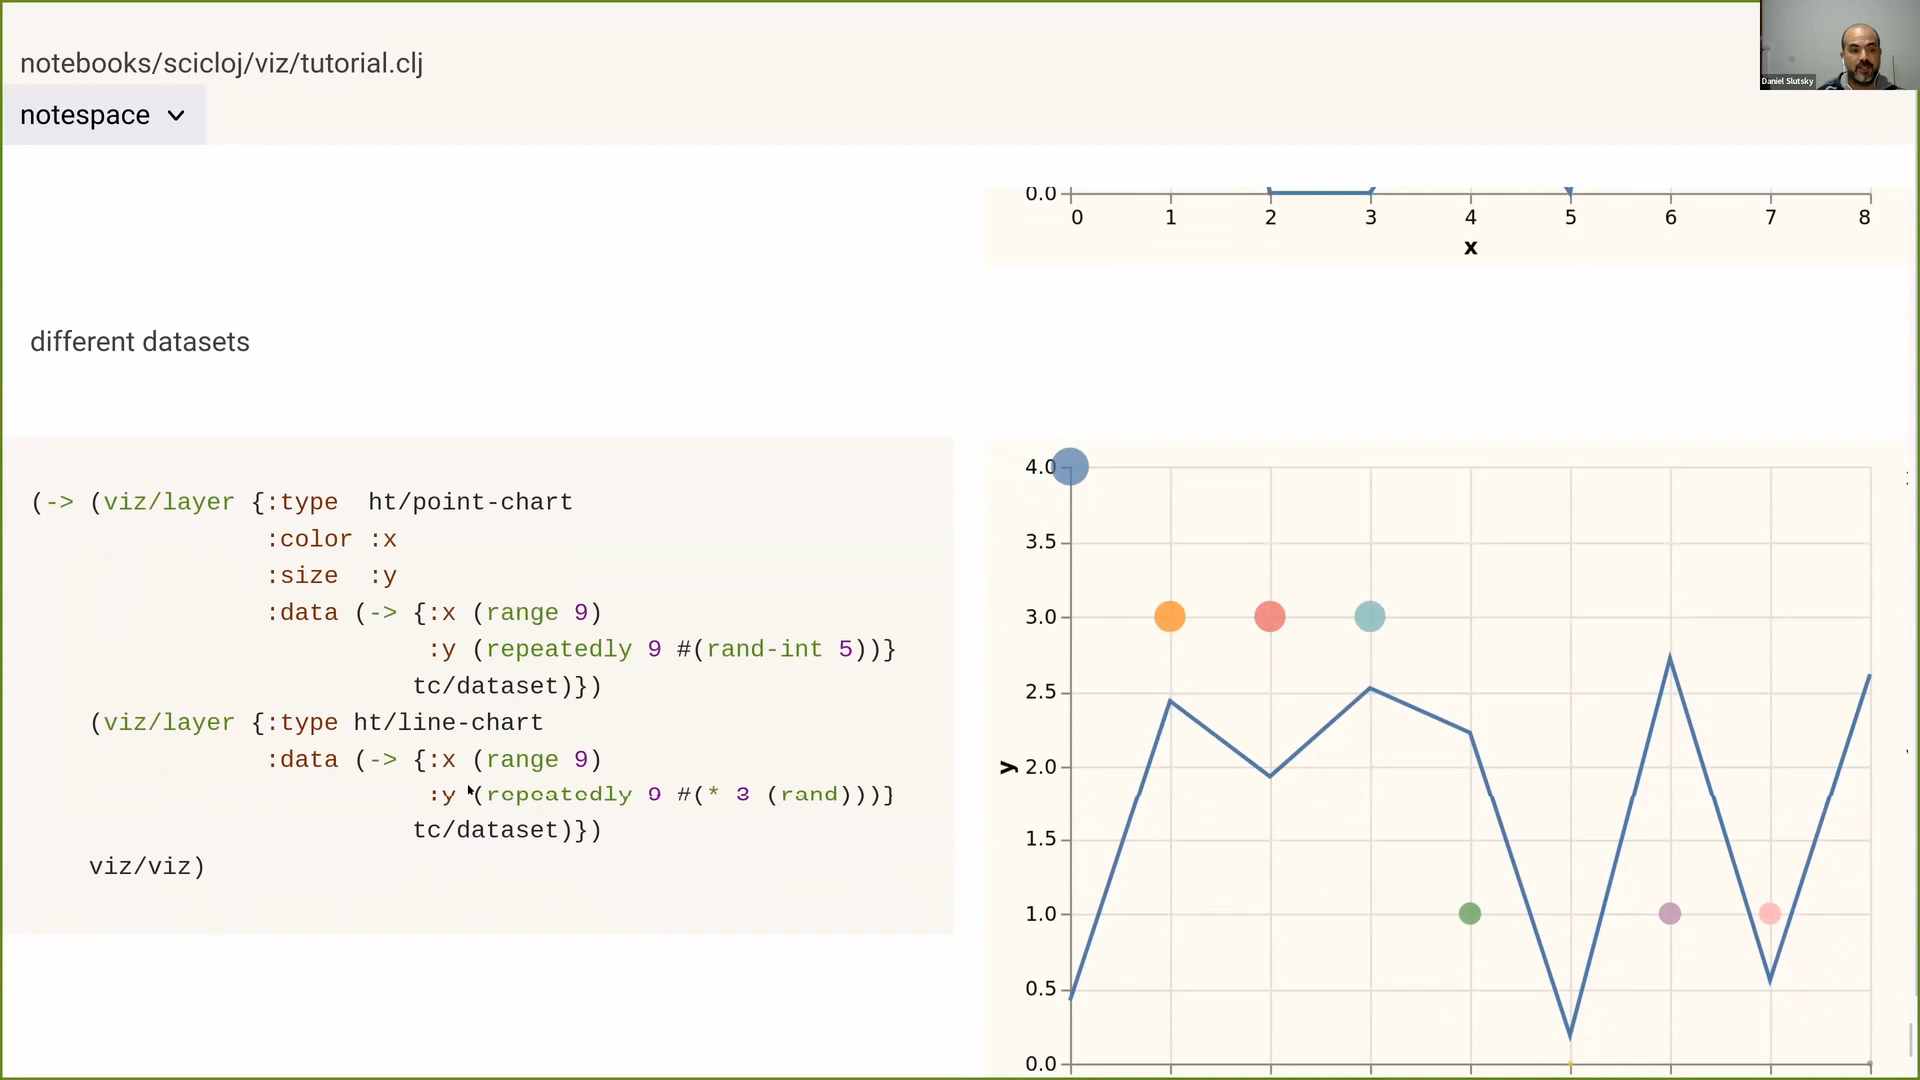 notebooks/scicloj/viz/tutorial.clj
Daniel Slutsky
notespace
0.0
0 1 2 3 4 5 6 7 8
x
different datasets
(-> (viz/layer {:type  ht/point-chart
                :color :x
                :size  :y
                :data (-> {:x (range 9)
                           :y (repeatedly 9 #(rand-int 5))}
                          tc/dataset)})
    (viz/layer {:type ht/line-chart
                :data (-> {:x (range 9)
                           :y (repeatedly 9 #(* 3 (rand)))}
                          tc/dataset)})
    viz/viz)
4.0
3.5
3.0
2.5
y
2.0
1.5
1.0
0.5
0.0